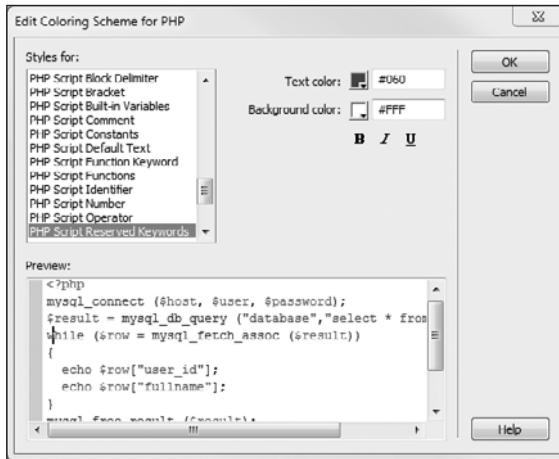 Edit Coloring Scheme for PHP
Styles for:
PHP Script Block Delimiter
PHP Script Bracket
PHP Script Built-in Variables
PHP Script Comment
PHP Script Constants
PHP Script Default Text
PHP Script Function Keyword
PHP Script Functions
PHP Script Identifier
PHP Script Number
PHP Script Operator
PHP Script Reserved Keywords
Text color: #060
Background color: #FFF
B I U
OK
Cancel
Preview:
<?php
mysql_connect ($host, $user, $password);
$result = mysql_db_query ("database","select * from
while ($row = mysql_fetch_assoc ($result))
{
echo $row["user_id"];
echo $row["fullname"];
}
mysql_free_result ($result);
Help